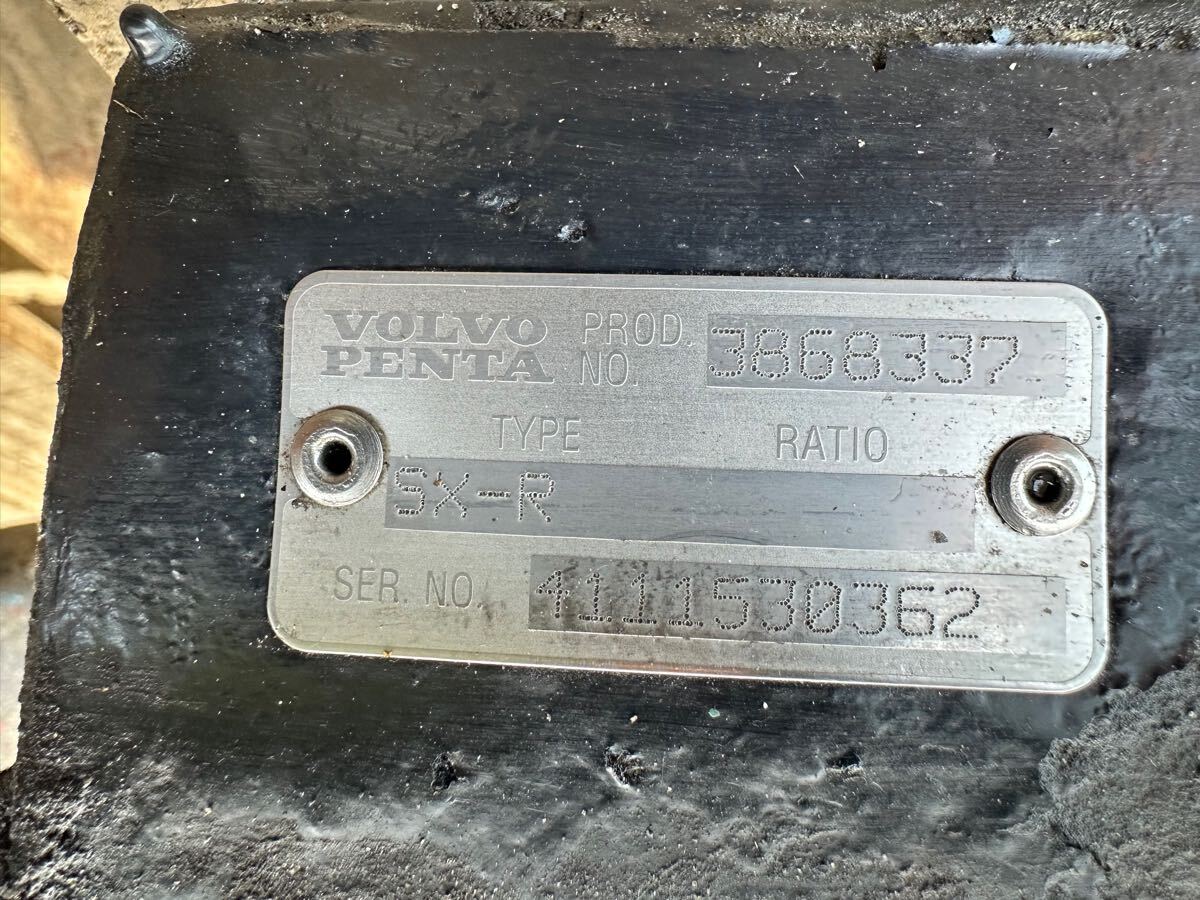 VOLVO PENTA PROD. NO. 3868337
TYPE RATIO
SX-R
SER. NO. 4111530362